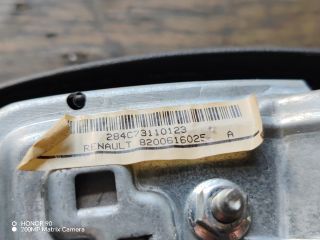 284C73110123
RENAULT 8200616025 A
HONOR 90
200MP Matrix Camera